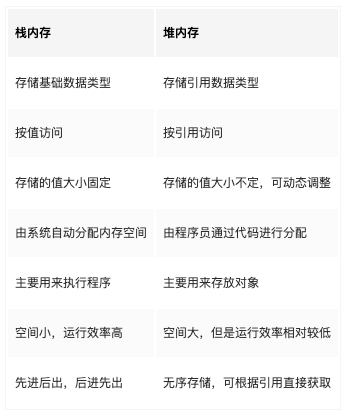 栈内存 堆内存
存储基础数据类型 存储引用数据类型
按值访问 按引用访问
存储的值大小固定 存储的值大小不定，可动态调整
由系统自动分配内存空间 由程序员通过代码进行分配
主要用来执行程序 主要用来存放对象
空间小，运行效率高 空间大，但是运行效率相对较低
先进后出，后进先出 无序存储，可根据引用直接获取